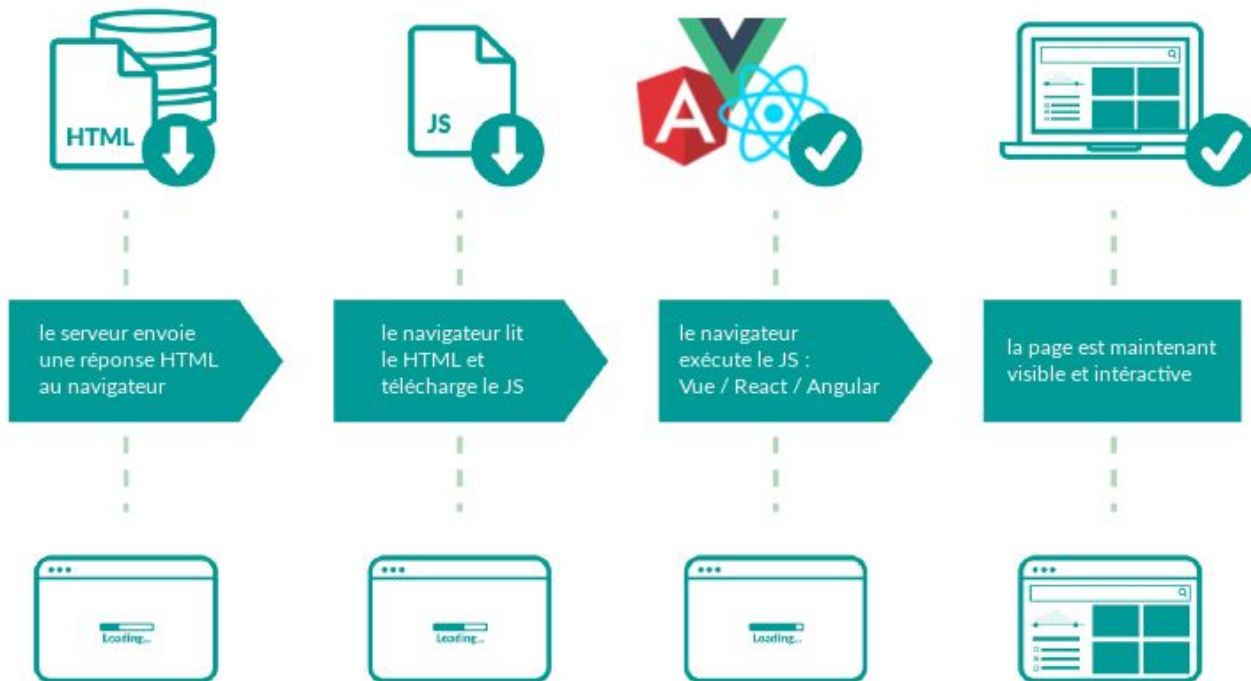 HTML
JS
A
le serveur envoie
une réponse HTML
au navigateur
le navigateur lit
le HTML et
télécharge le JS
le navigateur
exécute le JS :
Vue / React / Angular
la page est maintenant
visible et intéractive
Loading...
Loading...
Loading...